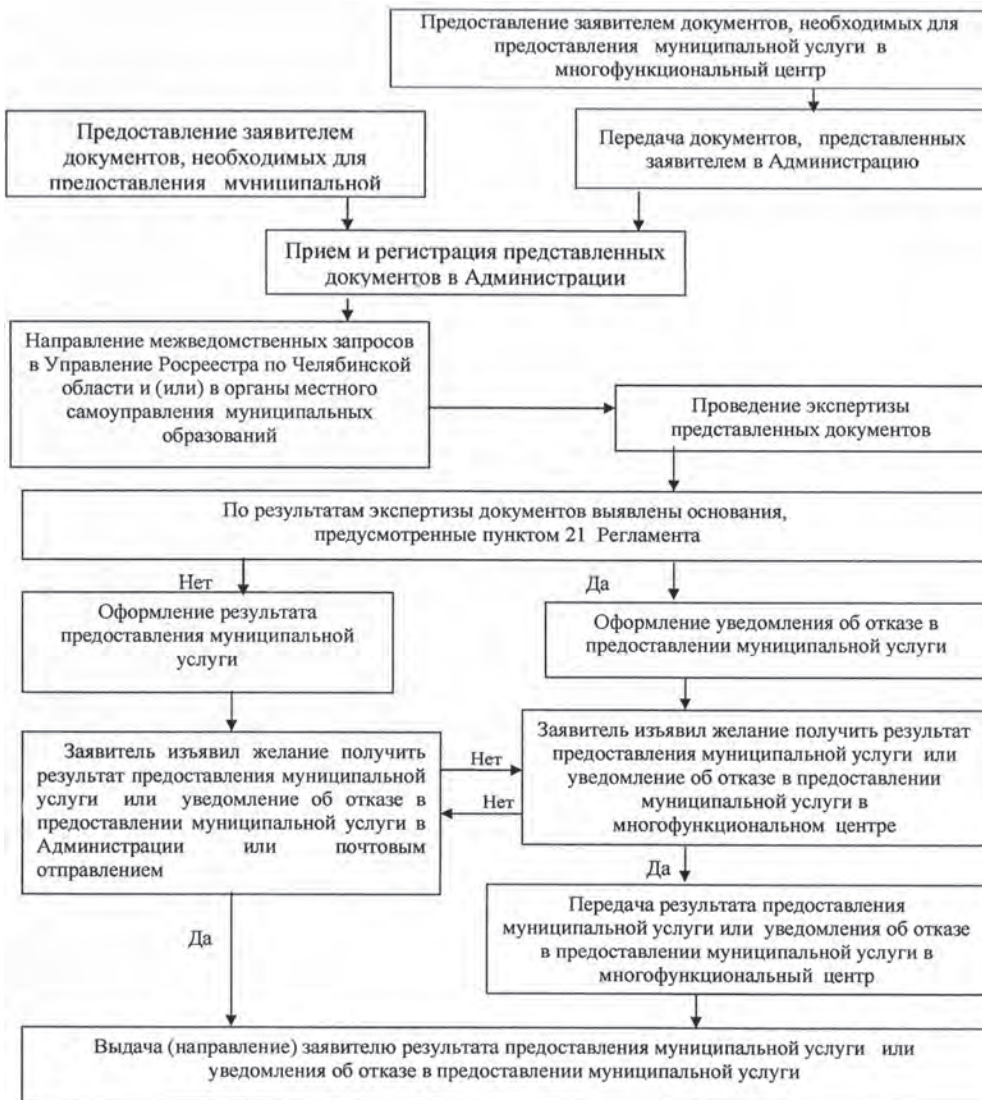 Предоставление заявителем документов, необходимых для
предоставления муниципальной услуги в
многофункциональный центр
Предоставление заявителем
документов, необходимых для
предоставления муниципальной
Передача документов, представленных
заявителем в Администрацию
Прием и регистрация представленных
документов в Администрации
Направление межведомственных запросов
в Управление Росреестра по Челябинской
области и (или) в органы местного
самоуправления муниципальных
образований
Проведение экспертизы
представленных документов
По результатам экспертизы документов выявлены основания,
предусмотренные пунктом 21 Регламента
Нет
Да
Оформление результата
предоставления муниципальной
услуги
Оформление уведомления об отказе в
предоставлении муниципальной услуги
Заявитель изъявил желание получить
результат предоставления муниципальной
услуги или уведомление об отказе в
предоставлении муниципальной услуги в
Администрации или почтовым
отправлением
Нет
Нет
Заявитель изъявил желание получить результат
предоставления муниципальной услуги или
уведомление об отказе в предоставлении
муниципальной услуги в
многофункциональном центре
Да
Да
Передача результата предоставления
муниципальной услуги или уведомления об отказе
в предоставлении муниципальной услуги в
многофункциональный центр
Выдача (направление) заявителю результата предоставления муниципальной услуги или
уведомления об отказе в предоставлении муниципальной услуги